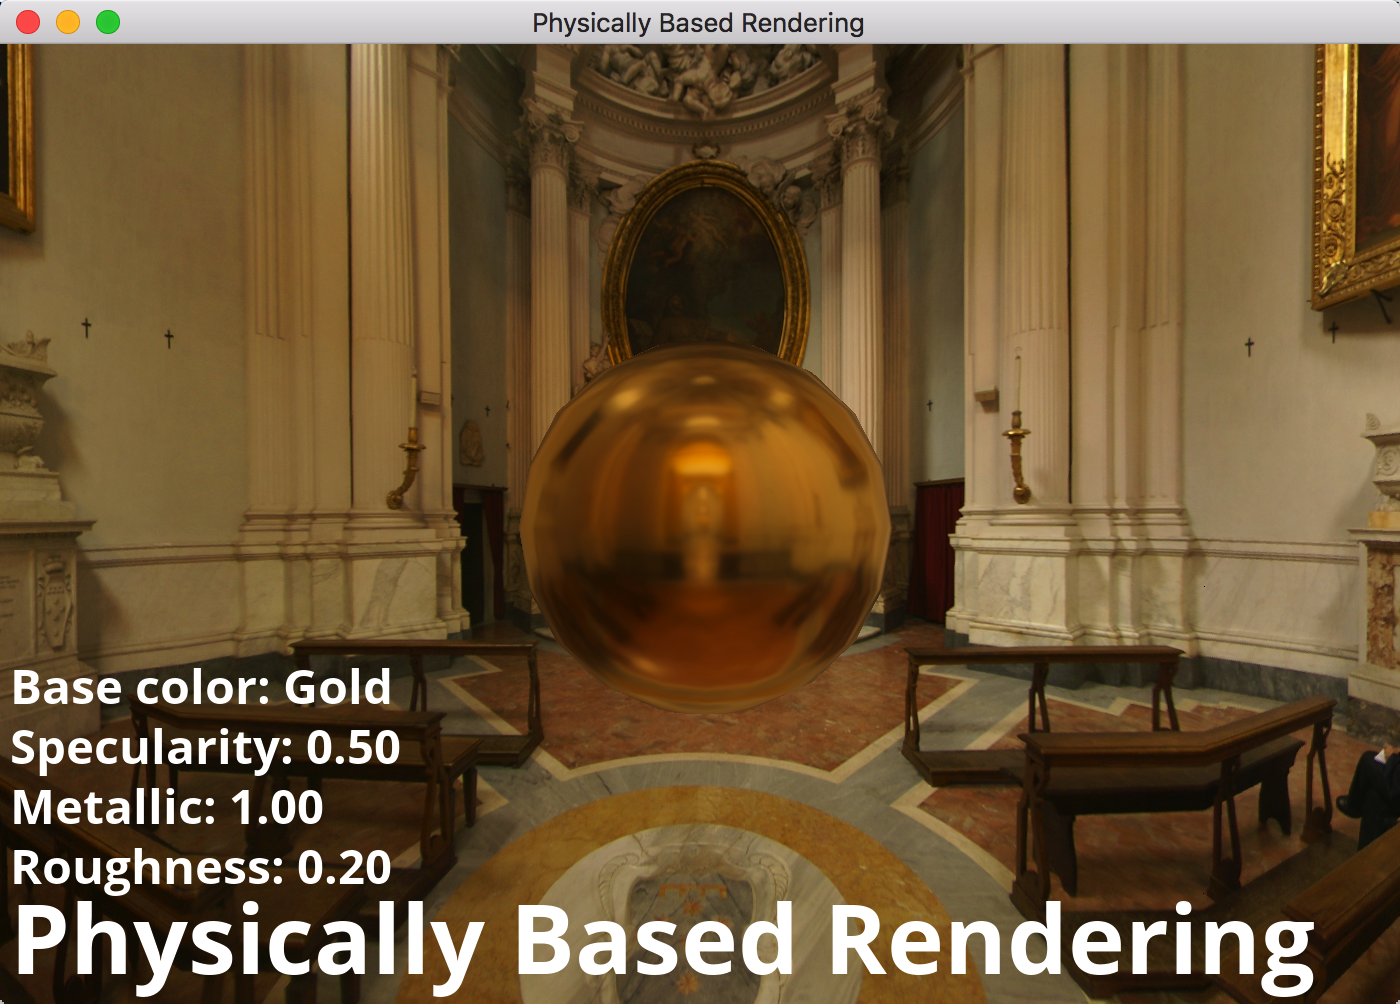 Physically Based Rendering
Base color: Gold
Specularity: 0.50
Metallic: 1.00
Roughness: 0.20
Physically Based Rendering